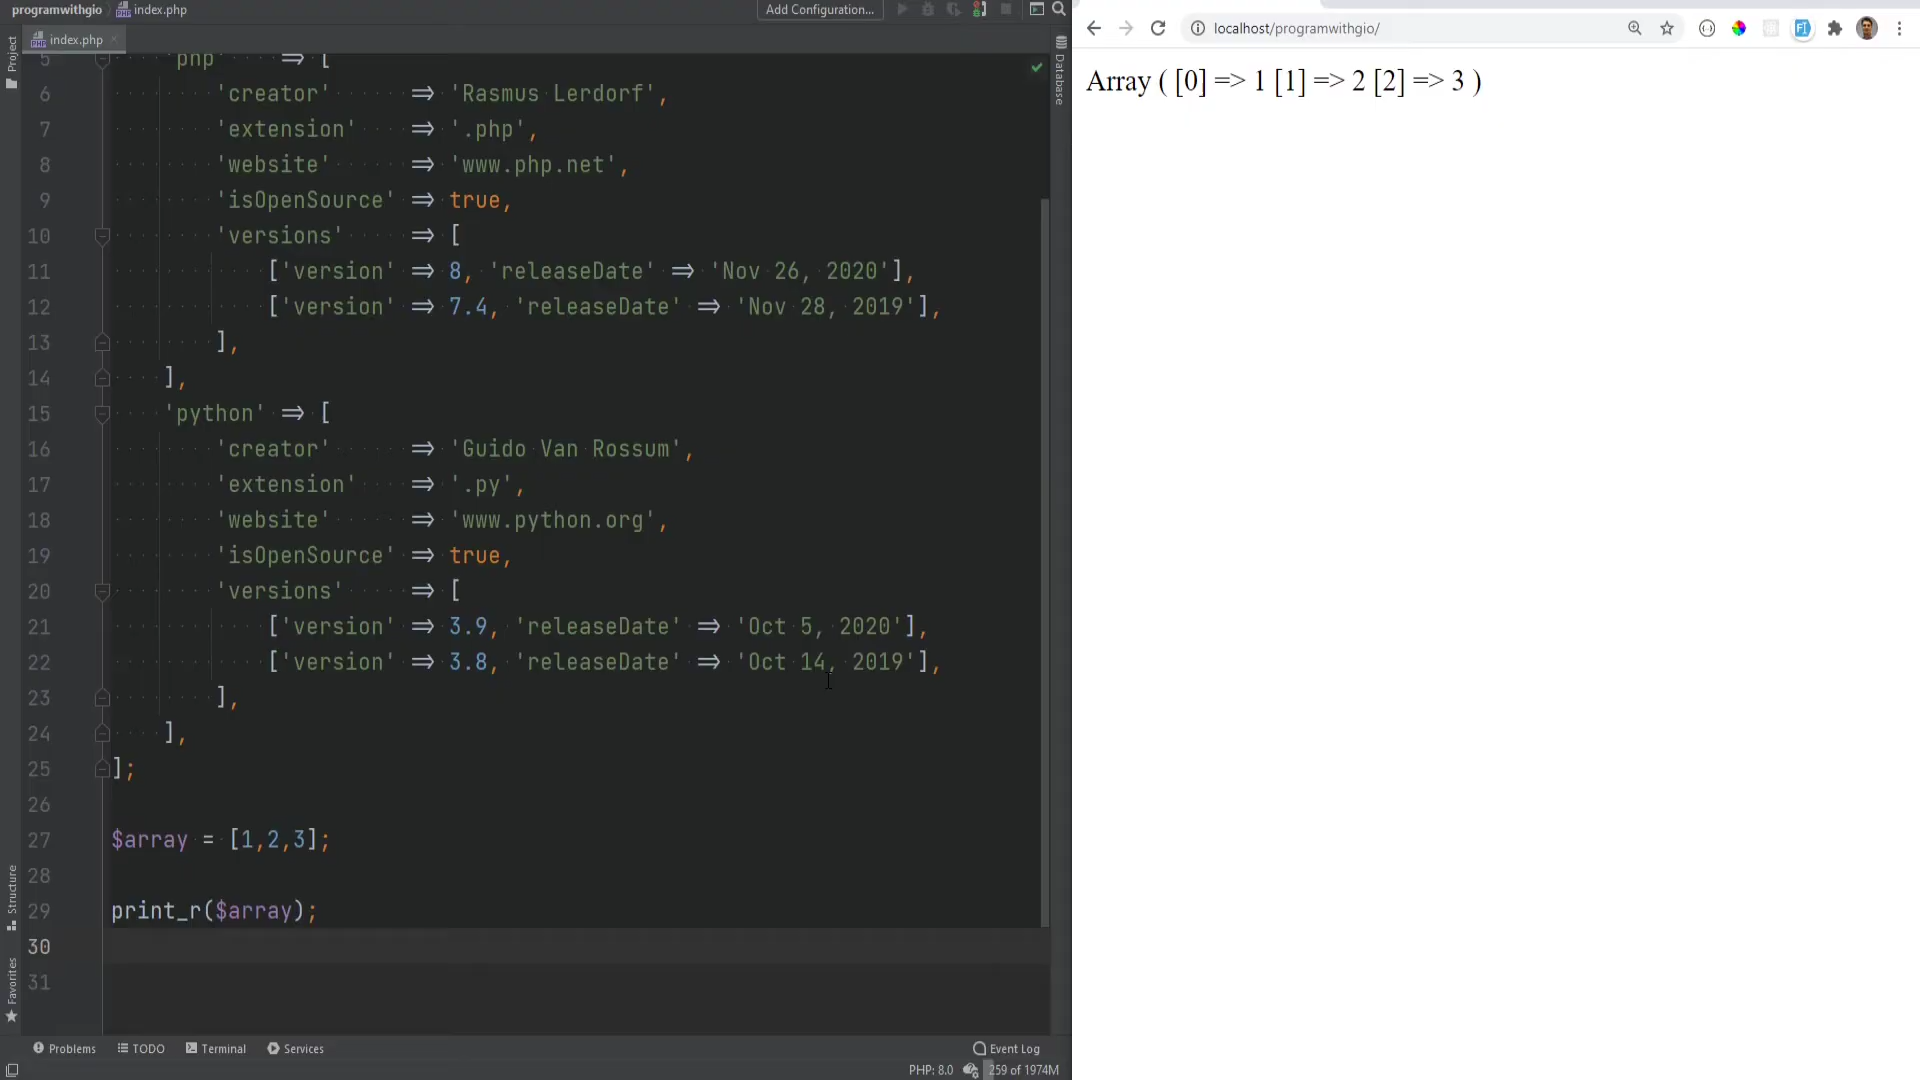 programwithgio
index.php
Add Configuration...
index.php
Project
5 'php' => [
6 'creator' => 'Rasmus Lerdorf',
7 'extension' => '.php',
8 'website' => 'www.php.net',
9 'isOpenSource' => true,
10 'versions' => [
11 ['version' => 8, 'releaseDate' => 'Nov 26, 2020'],
12 ['version' => 7.4, 'releaseDate' => 'Nov 28, 2019'],
13 ],
14 ],
15 'python' => [
16 'creator' => 'Guido Van Rossum',
17 'extension' => '.py',
18 'website' => 'www.python.org',
19 'isOpenSource' => true,
20 'versions' => [
21 ['version' => 3.9, 'releaseDate' => 'Oct 5, 2020'],
22 ['version' => 3.8, 'releaseDate' => 'Oct 14, 2019'],
23 ],
24 ],
25 ];
26
27 $array = [1,2,3];
28
29 print_r($array);
30
31
Structure
Favorites
Database
Problems TODO Terminal Services Event Log
PHP: 8.0 259 of 1974M
localhost/programwithgio/
Array ( [0] => 1 [1] => 2 [2] => 3 )